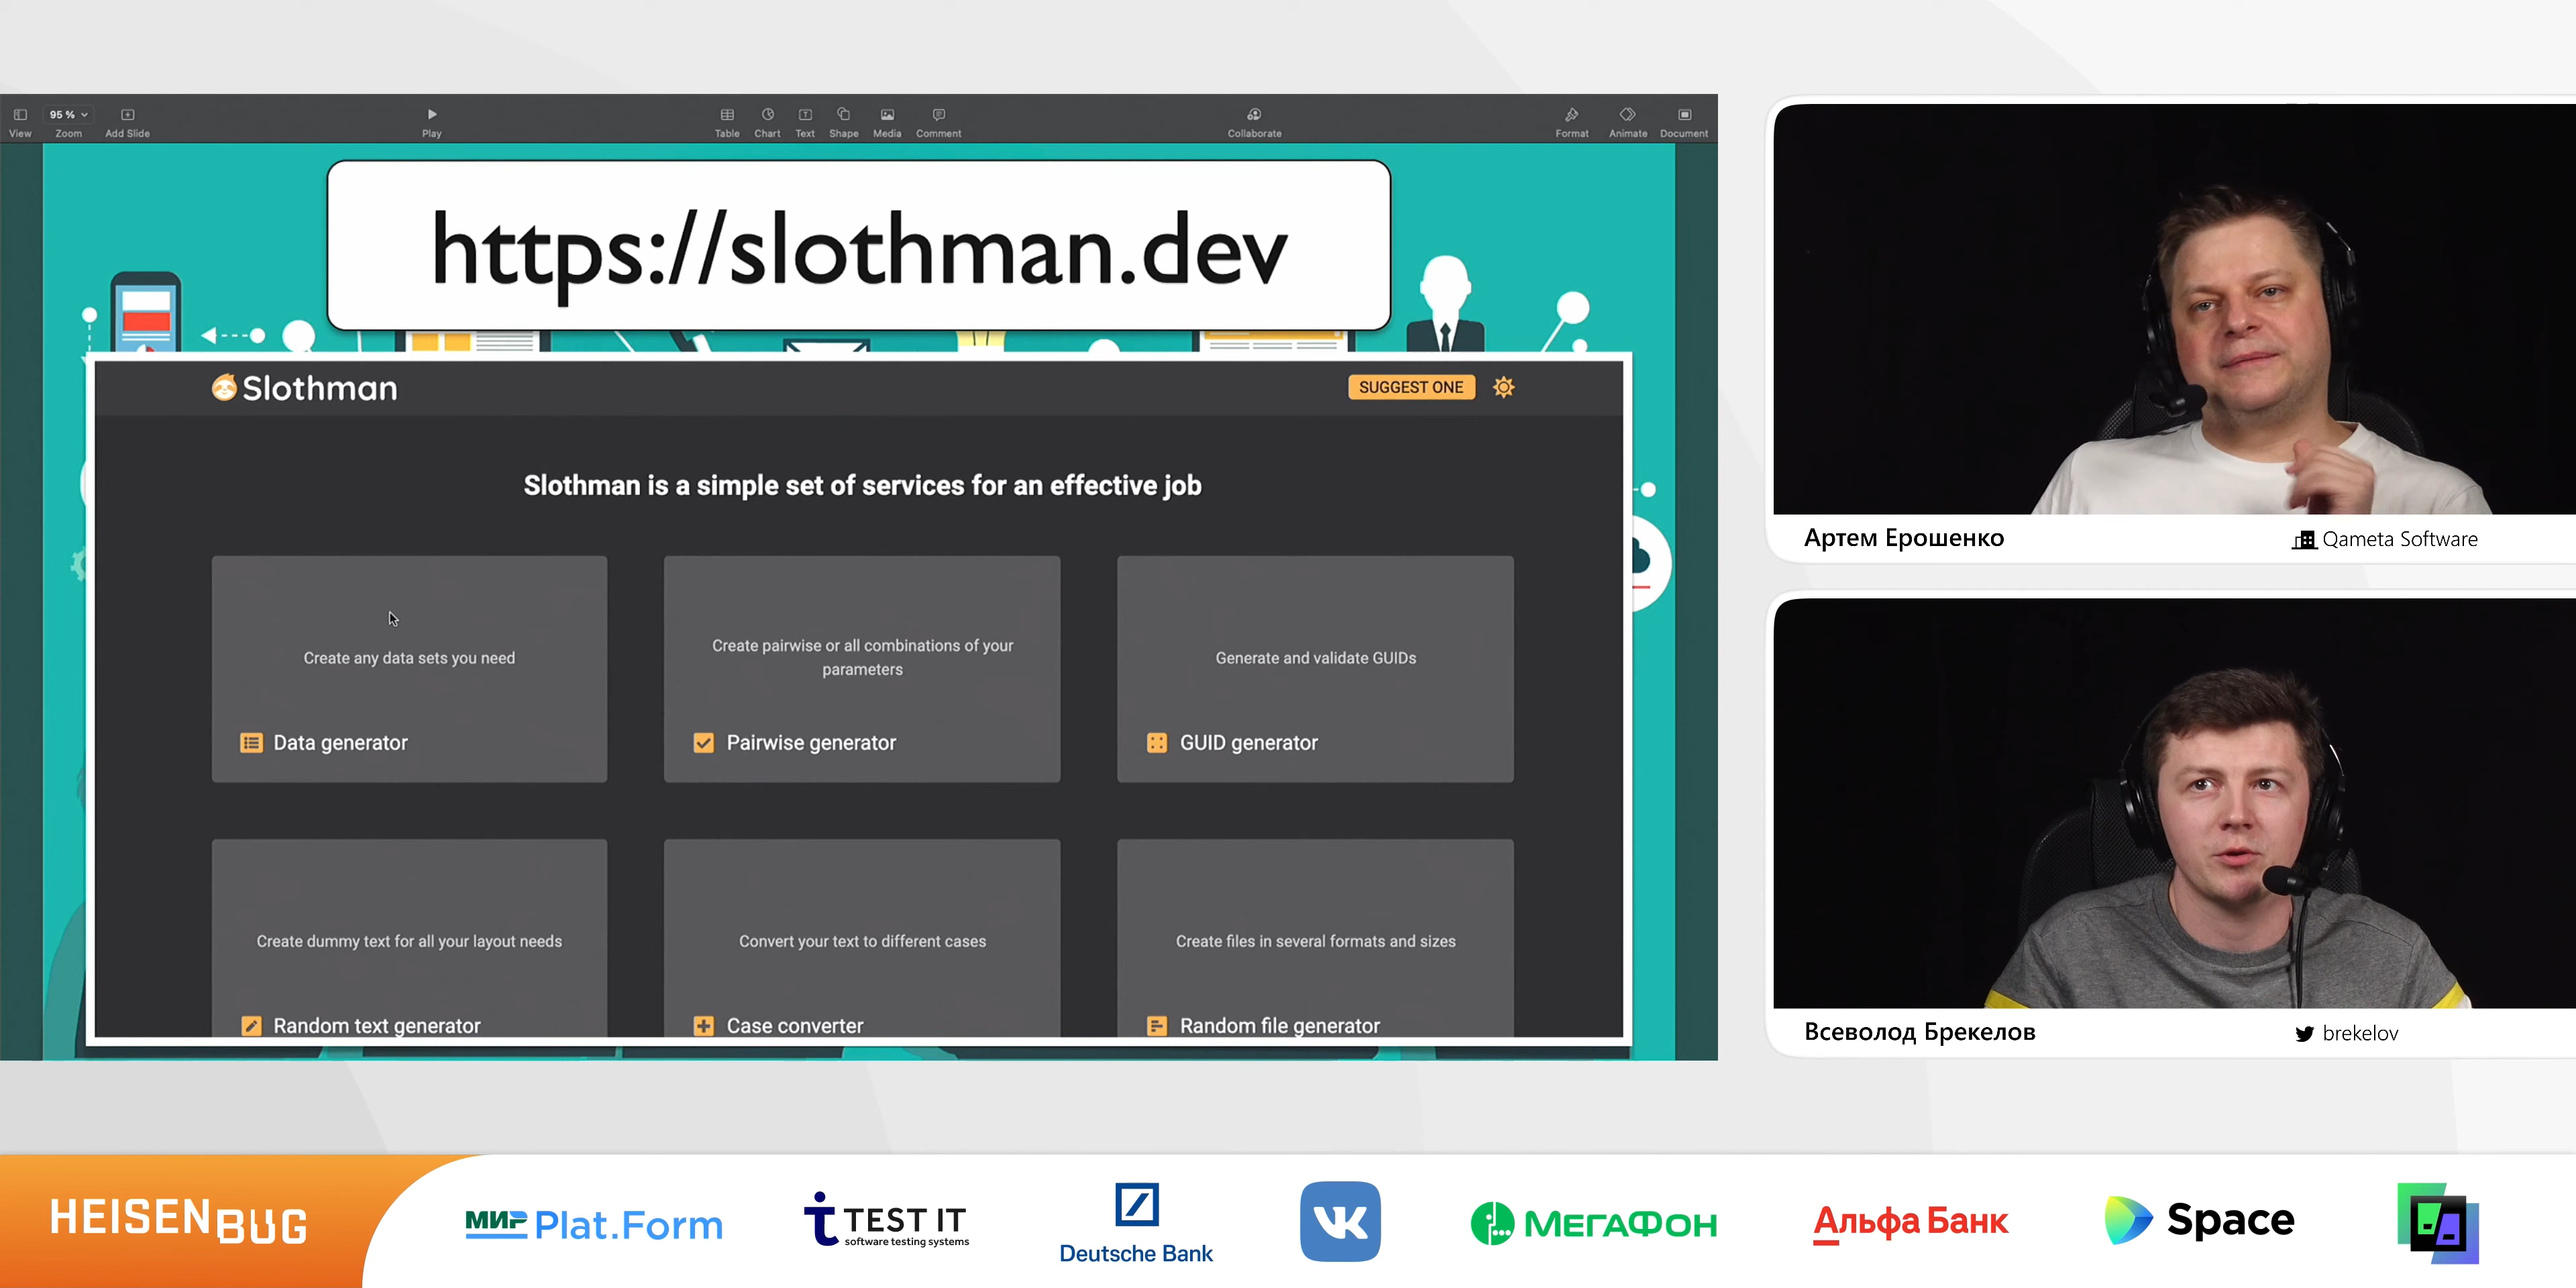 95 %
View
Zoom
Add Slide
Play
Table
Chart
Text
Shape
Media
Comment
Collaborate
Format
Animate
Document
https://slothman.dev
Slothman
SUGGEST ONE
Slothman is a simple set of services for an effective job
Create any data sets you need
Data generator
Create pairwise or all combinations of your
parameters
Pairwise generator
Generate and validate GUIDs
GUID generator
Create dummy text for all your layout needs
Random text generator
Convert your text to different cases
Case converter
Create files in several formats and sizes
Random file generator
Артем Ерошенко
Qameta Software
Всеволод Брекелов
brekelov
HEISENBUG
МИР Plat.Form
TEST IT
software testing systems
Deutsche Bank
VK
МЕГАФОН
Альфа Банк
Space